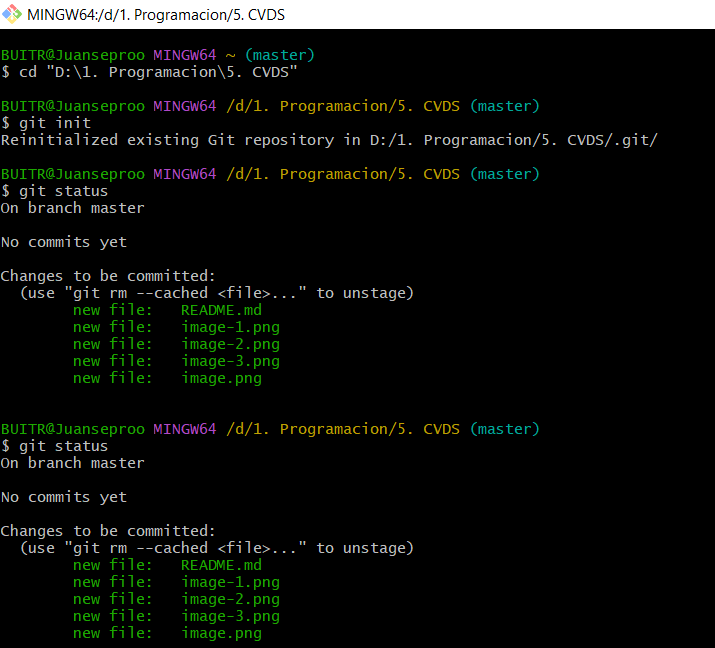 MINGW64:/d/1. Programacion/5. CVDS
BUITR@Juanseproo MINGW64 ~ (master)
$ cd "D:\1. Programacion\5. CVDS"
BUITR@Juanseproo MINGW64 /d/1. Programacion/5. CVDS (master)
$ git init
Reinitialized existing Git repository in D:/1. Programacion/5. CVDS/.git/
BUITR@Juanseproo MINGW64 /d/1. Programacion/5. CVDS (master)
$ git status
On branch master
No commits yet
Changes to be committed:
  (use "git rm --cached <file>..." to unstage)
        new file:   README.md
        new file:   image-1.png
        new file:   image-2.png
        new file:   image-3.png
        new file:   image.png
BUITR@Juanseproo MINGW64 /d/1. Programacion/5. CVDS (master)
$ git status
On branch master
No commits yet
Changes to be committed:
  (use "git rm --cached <file>..." to unstage)
        new file:   README.md
        new file:   image-1.png
        new file:   image-2.png
        new file:   image-3.png
        new file:   image.png